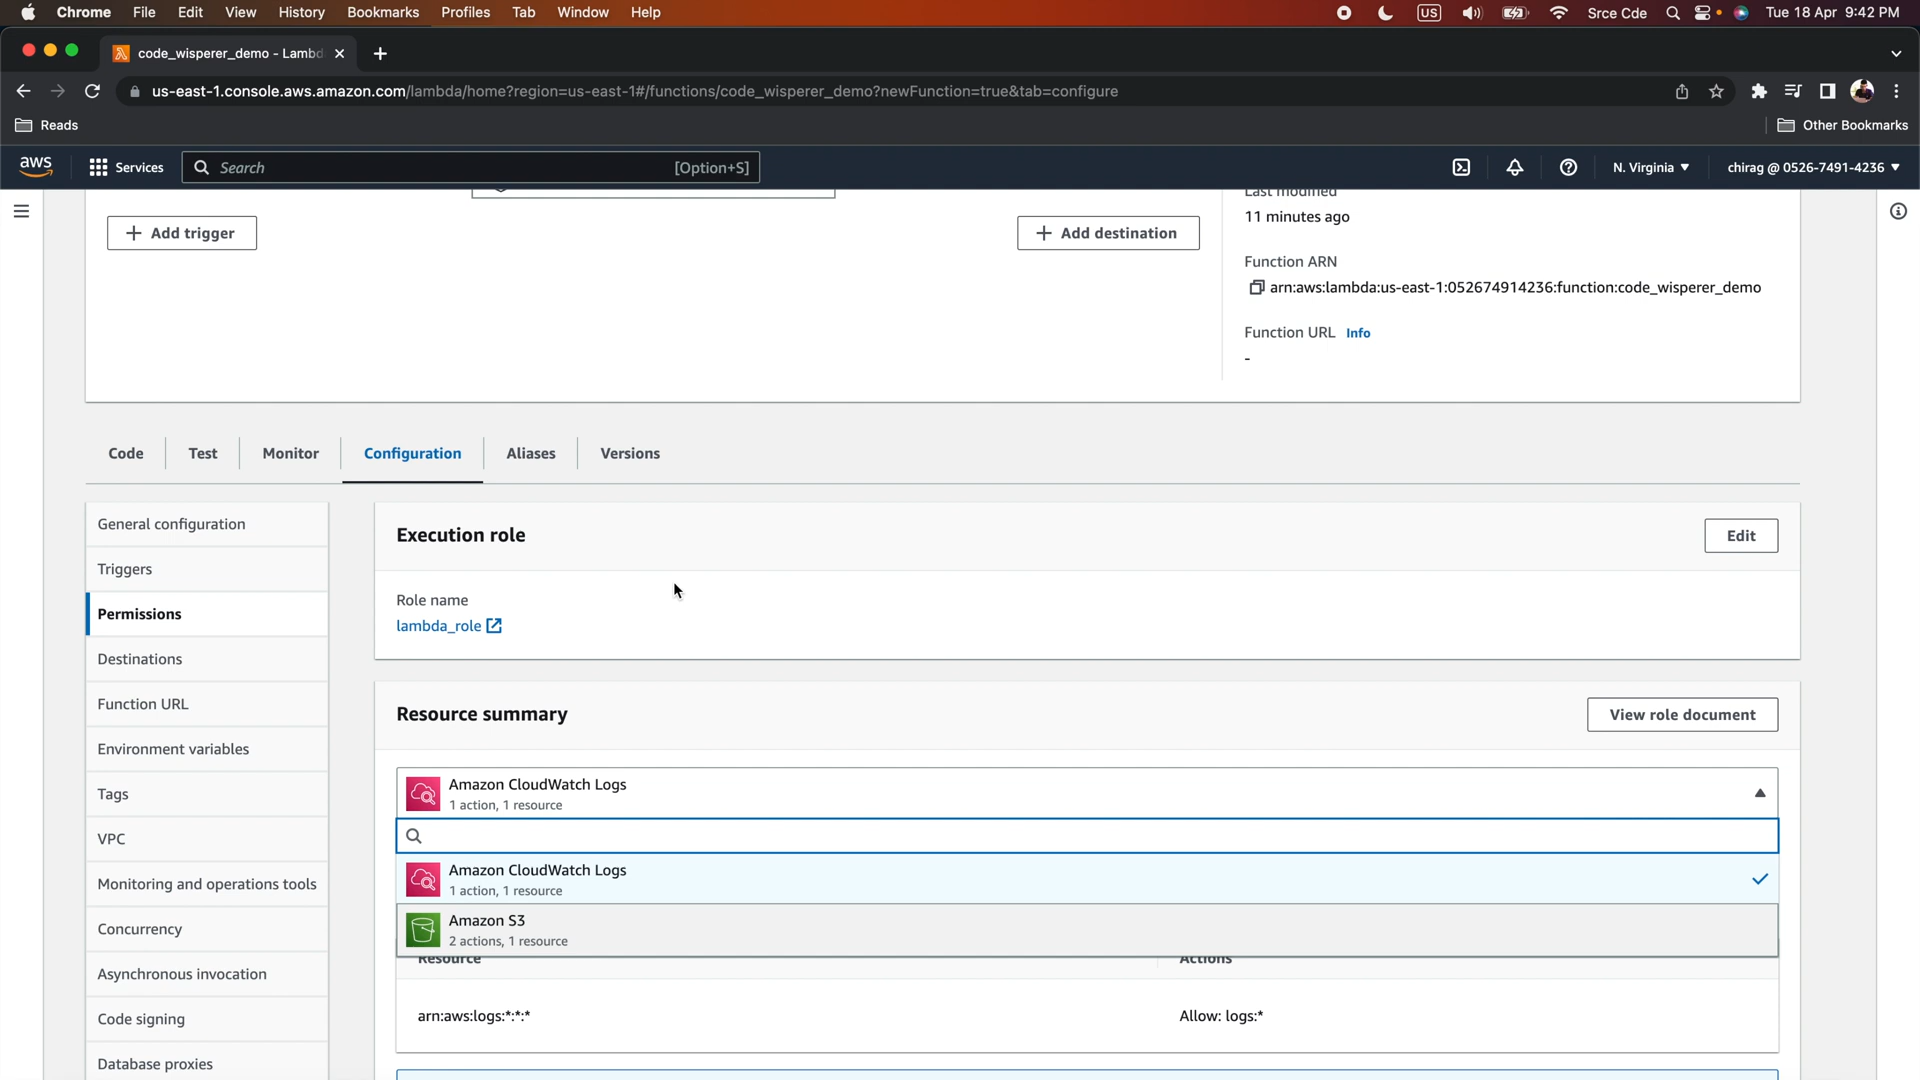 Chrome File Edit View History Bookmarks Profiles Tab Window Help US Srce Cde Tue 18 Apr 9:42 PM
code_wisperer_demo - Lambd
us-east-1.console.aws.amazon.com/lambda/home?region=us-east-1#/functions/code_wisperer_demo?newFunction=true&tab=configure
Reads Other Bookmarks
aws Services Search [Option+S] N. Virginia chirag @ 0526-7491-4236
Last modified
11 minutes ago
+ Add trigger + Add destination
Function ARN
arn:aws:lambda:us-east-1:052674914236:function:code_wisperer_demo
Function URL Info
-
Code Test Monitor Configuration Aliases Versions
General configuration
Triggers
Permissions
Destinations
Function URL
Environment variables
Tags
VPC
Monitoring and operations tools
Concurrency
Asynchronous invocation
Code signing
Database proxies
Execution role Edit
Role name
lambda_role
Resource summary View role document
Amazon CloudWatch Logs
1 action, 1 resource
Amazon CloudWatch Logs
1 action, 1 resource
Amazon S3
2 actions, 1 resource
Resource Actions
arn:aws:logs:*:*:* Allow: logs:*